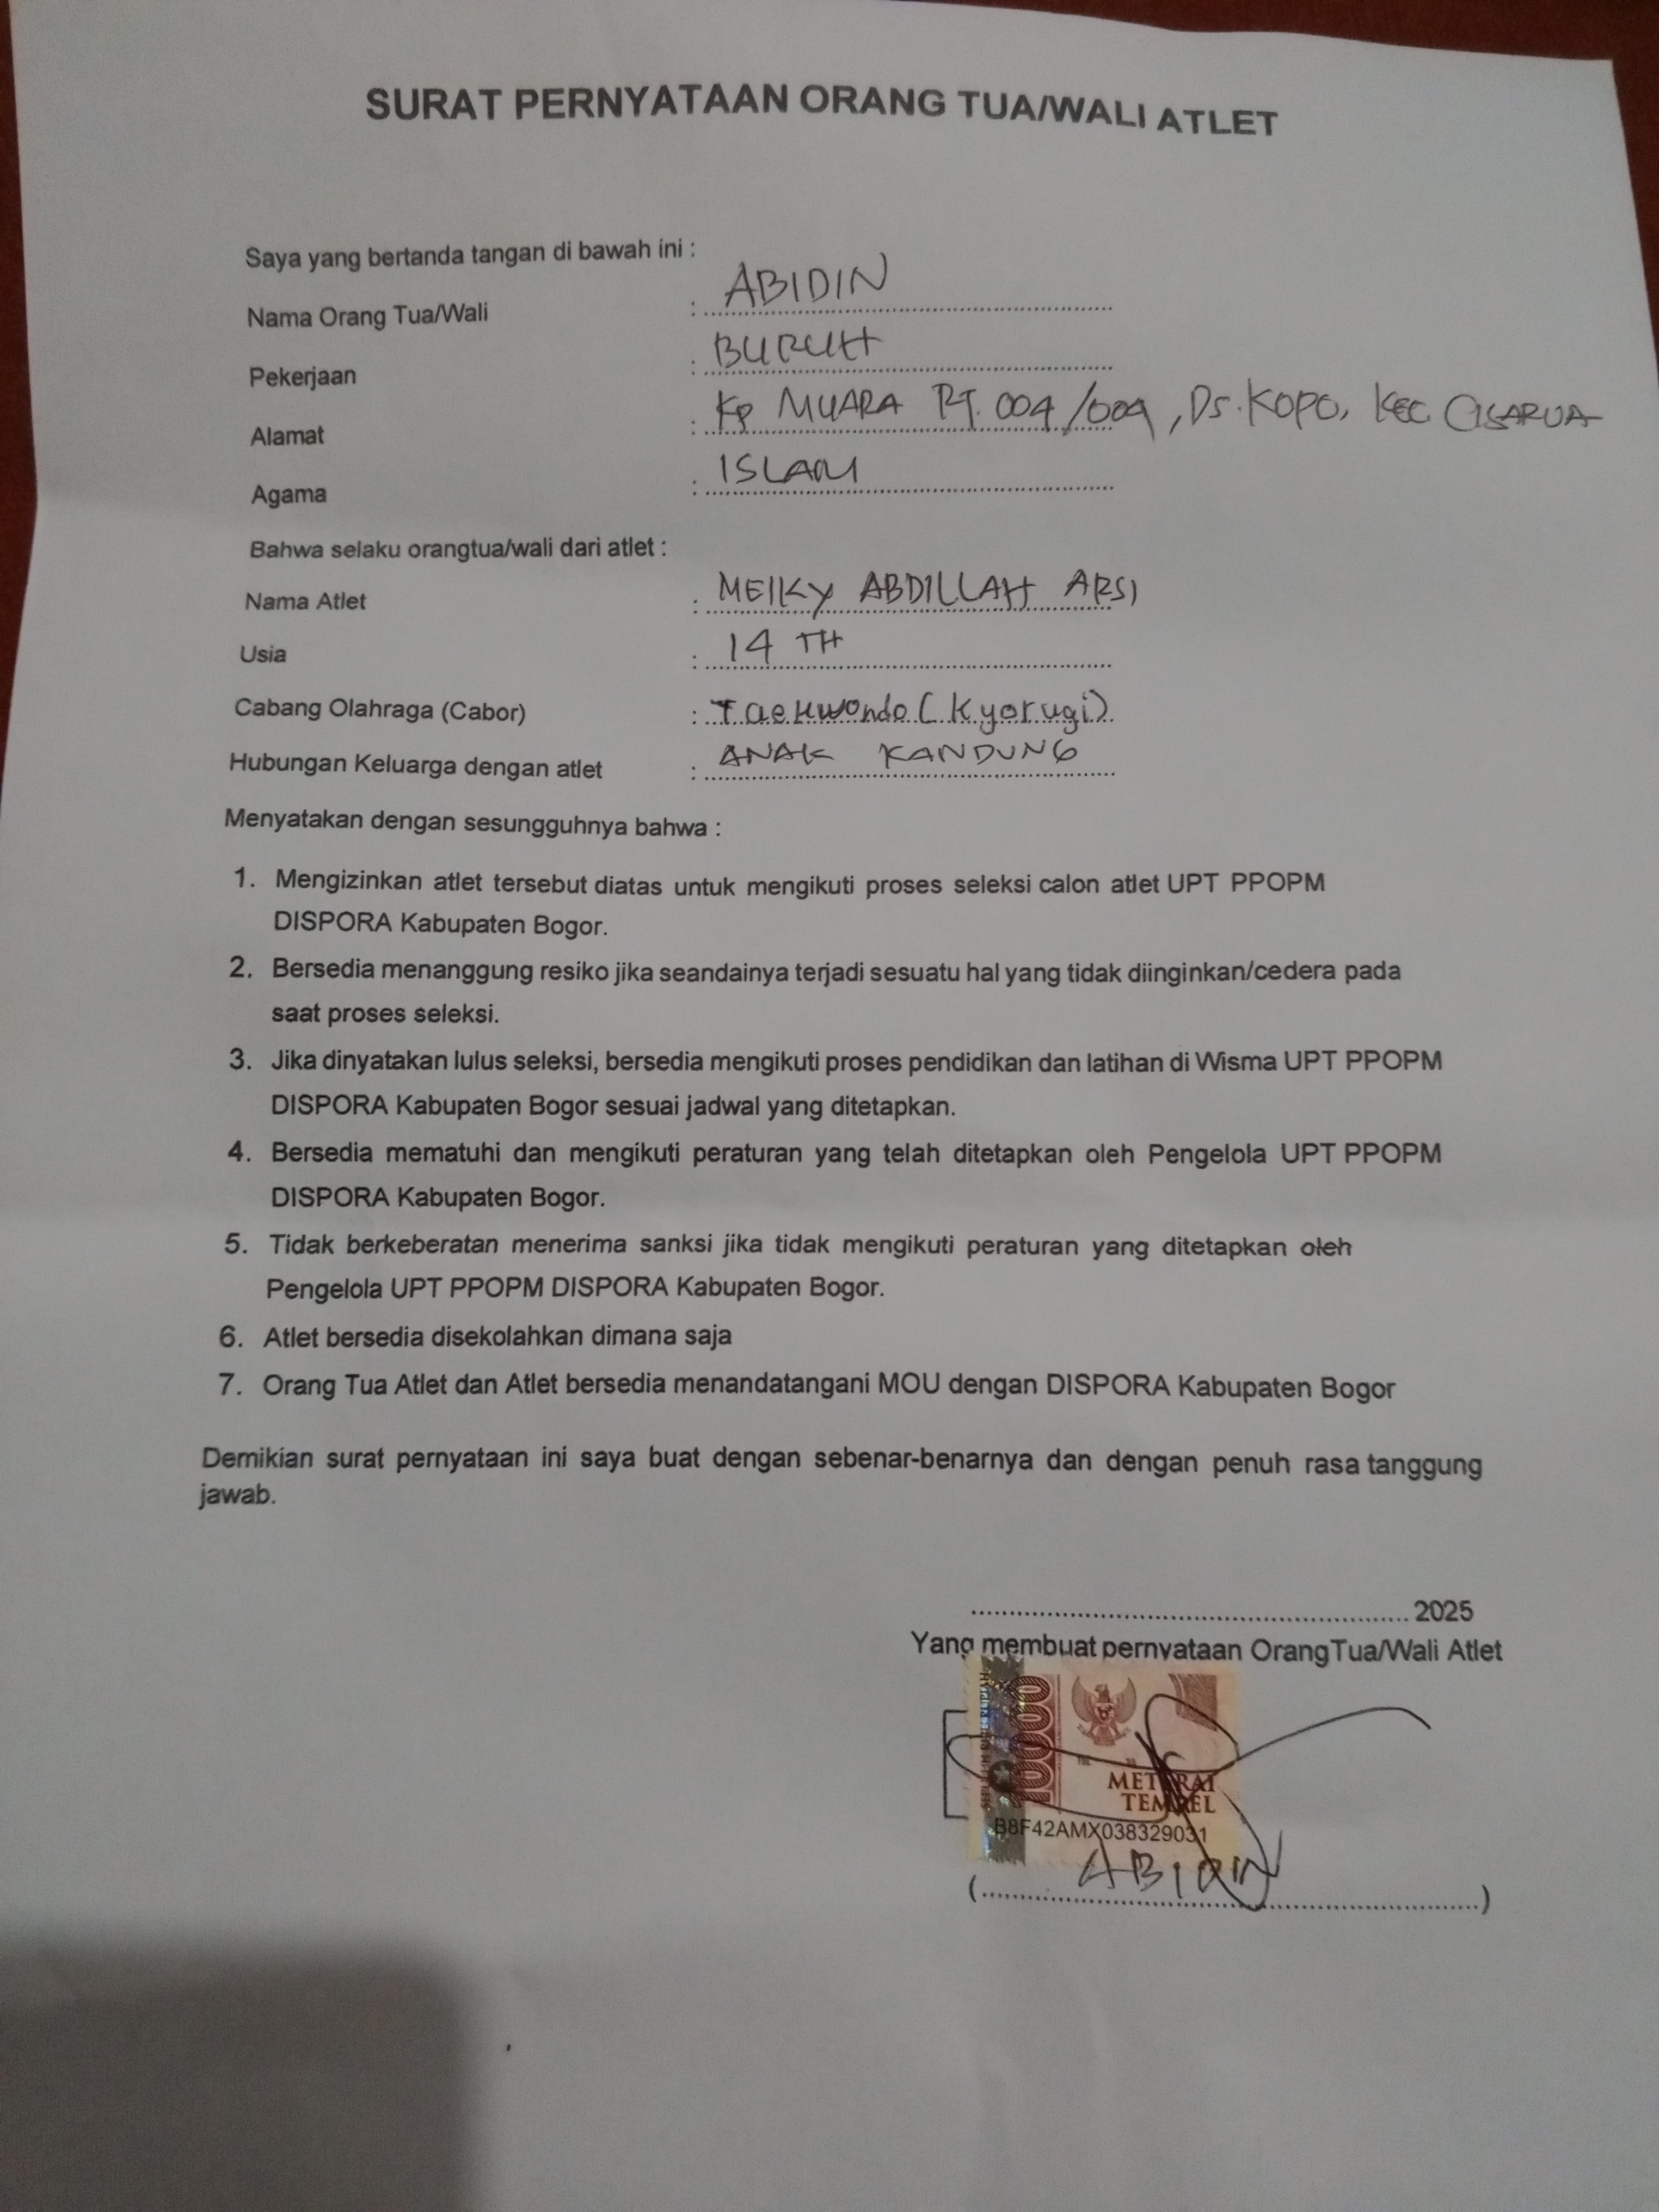 SURAT PERNYATAAN ORANG TUA/WALI ATLET
Saya yang bertanda tangan di bawah ini :
Nama Orang Tua/Wali : ABIDIN
Pekerjaan : BURUH
Alamat : Kp MUARA RT. 004/009, Ds. KOPO, KEC CISARUA
Agama : ISLAM
Bahwa selaku orangtua/wali dari atlet :
Nama Atlet : MEIKY ABDILLAH ARSI
Usia : 14 TH
Cabang Olahraga (Cabor) : Taekwondo (Kyorugi)
Hubungan Keluarga dengan atlet : ANAK KANDUNG
Menyatakan dengan sesungguhnya bahwa :
1. Mengizinkan atlet tersebut diatas untuk mengikuti proses seleksi calon atlet UPT PPOPM
DISPORA Kabupaten Bogor.
2. Bersedia menanggung resiko jika seandainya terjadi sesuatu hal yang tidak diinginkan/cedera pada
saat proses seleksi.
3. Jika dinyatakan lulus seleksi, bersedia mengikuti proses pendidikan dan latihan di Wisma UPT PPOPM
DISPORA Kabupaten Bogor sesuai jadwal yang ditetapkan.
4. Bersedia mematuhi dan mengikuti peraturan yang telah ditetapkan oleh Pengelola UPT PPOPM
DISPORA Kabupaten Bogor.
5. Tidak berkeberatan menerima sanksi jika tidak mengikuti peraturan yang ditetapkan oleh
Pengelola UPT PPOPM DISPORA Kabupaten Bogor.
6. Atlet bersedia disekolahkan dimana saja
7. Orang Tua Atlet dan Atlet bersedia menandatangani MOU dengan DISPORA Kabupaten Bogor
Demikian surat pernyataan ini saya buat dengan sebenar-benarnya dan dengan penuh rasa tanggung
jawab.
2025
Yang membuat pernyataan OrangTua/Wali Atlet
10000
METERAI
TEMPEL
B8F42AMX038329031